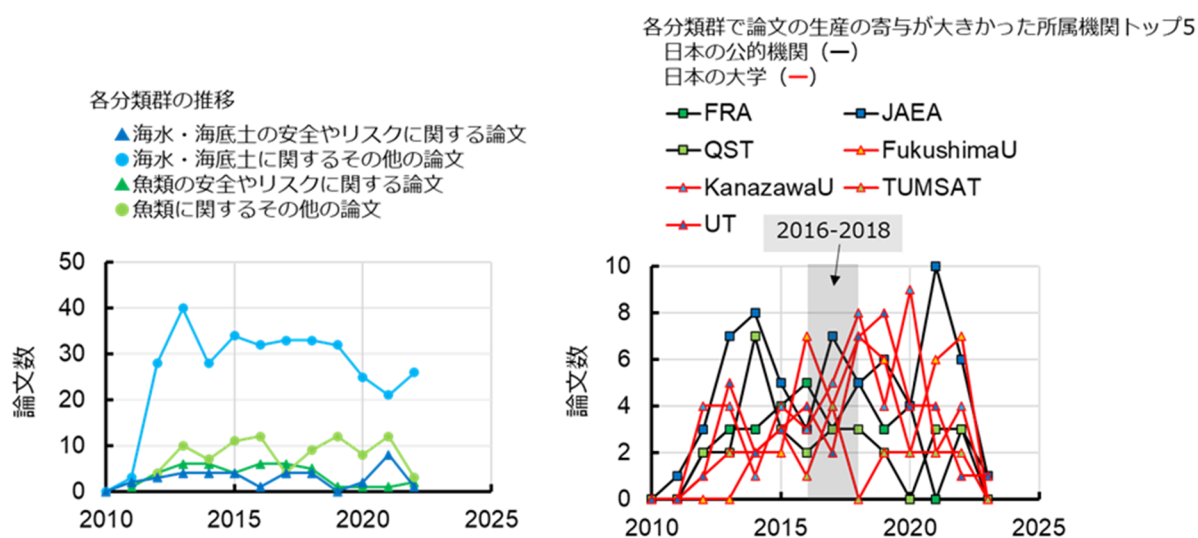 各分類群の推移
海水・海底土の安全やリスクに関する論文
海水・海底土に関するその他の論文
魚類の安全やリスクに関する論文
魚類に関するその他の論文
論文数
50
40
30
20
10
0
2010
2015
2020
2025
各分類群で論文の生産の寄与が大きかった所属機関トップ5
日本の公的機関（ー）
日本の大学（ー）
FRA
JAEA
QST
FukushimaU
KanazawaU
TUMSAT
UT
2016-2018
論文数
10
8
6
4
2
0
2010
2015
2020
2025